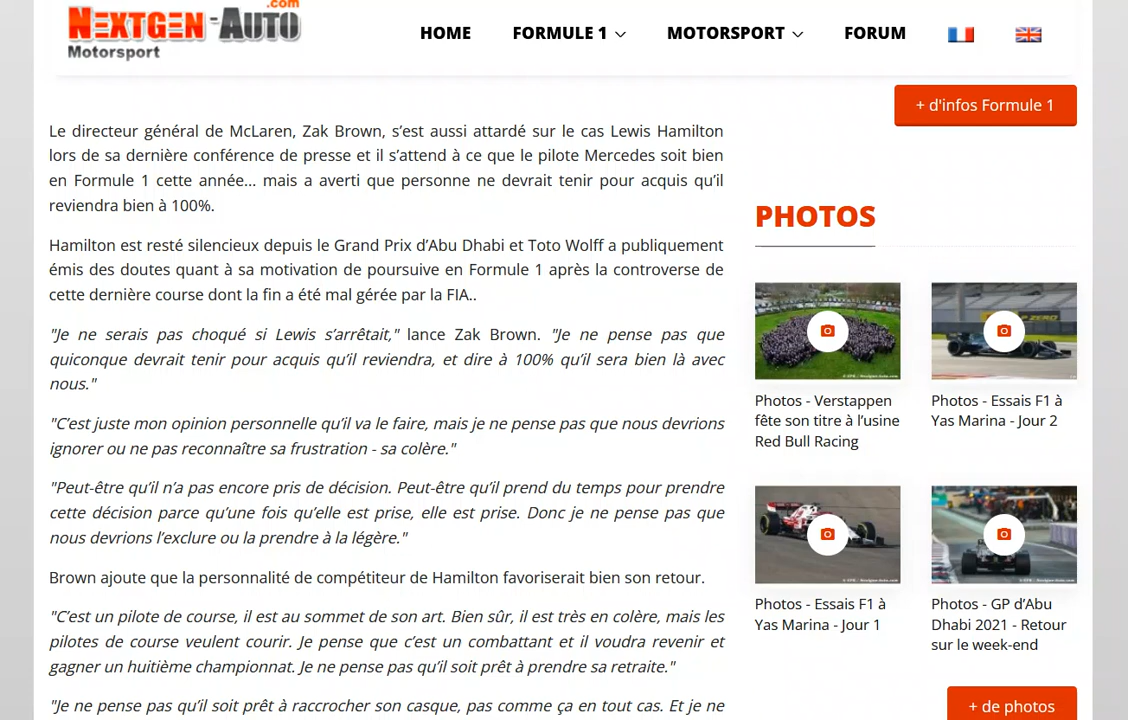 .com
NEXTGEN-AUTO
Motorsport
HOME
FORMULE 1
MOTORSPORT
FORUM
+ d'infos Formule 1
Le directeur général de McLaren, Zak Brown, s’est aussi attardé sur le cas Lewis Hamilton
lors de sa dernière conférence de presse et il s’attend à ce que le pilote Mercedes soit bien
en Formule 1 cette année... mais a averti que personne ne devrait tenir pour acquis qu’il
reviendra bien à 100%.
Hamilton est resté silencieux depuis le Grand Prix d’Abu Dhabi et Toto Wolff a publiquement
émis des doutes quant à sa motivation de poursuive en Formule 1 après la controverse de
cette dernière course dont la fin a été mal gérée par la FIA..
"Je ne serais pas choqué si Lewis s’arrêtait," lance Zak Brown. "Je ne pense pas que
quiconque devrait tenir pour acquis qu’il reviendra, et dire à 100% qu’il sera bien là avec
nous."
"C’est juste mon opinion personnelle qu’il va le faire, mais je ne pense pas que nous devrions
ignorer ou ne pas reconnaître sa frustration - sa colère."
"Peut-être qu’il n’a pas encore pris de décision. Peut-être qu’il prend du temps pour prendre
cette décision parce qu’une fois qu’elle est prise, elle est prise. Donc je ne pense pas que
nous devrions l’exclure ou la prendre à la légère."
Brown ajoute que la personnalité de compétiteur de Hamilton favoriserait bien son retour.
"C’est un pilote de course, il est au sommet de son art. Bien sûr, il est très en colère, mais les
pilotes de course veulent courir. Je pense que c’est un combattant et il voudra revenir et
gagner un huitième championnat. Je ne pense pas qu’il soit prêt à prendre sa retraite."
"Je ne pense pas qu’il soit prêt à raccrocher son casque, pas comme ça en tout cas. Et je ne
PHOTOS
Photos - Verstappen
fête son titre à l’usine
Red Bull Racing
Photos - Essais F1 à
Yas Marina - Jour 2
Photos - Essais F1 à
Yas Marina - Jour 1
Photos - GP d’Abu
Dhabi 2021 - Retour
sur le week-end
+ de photos